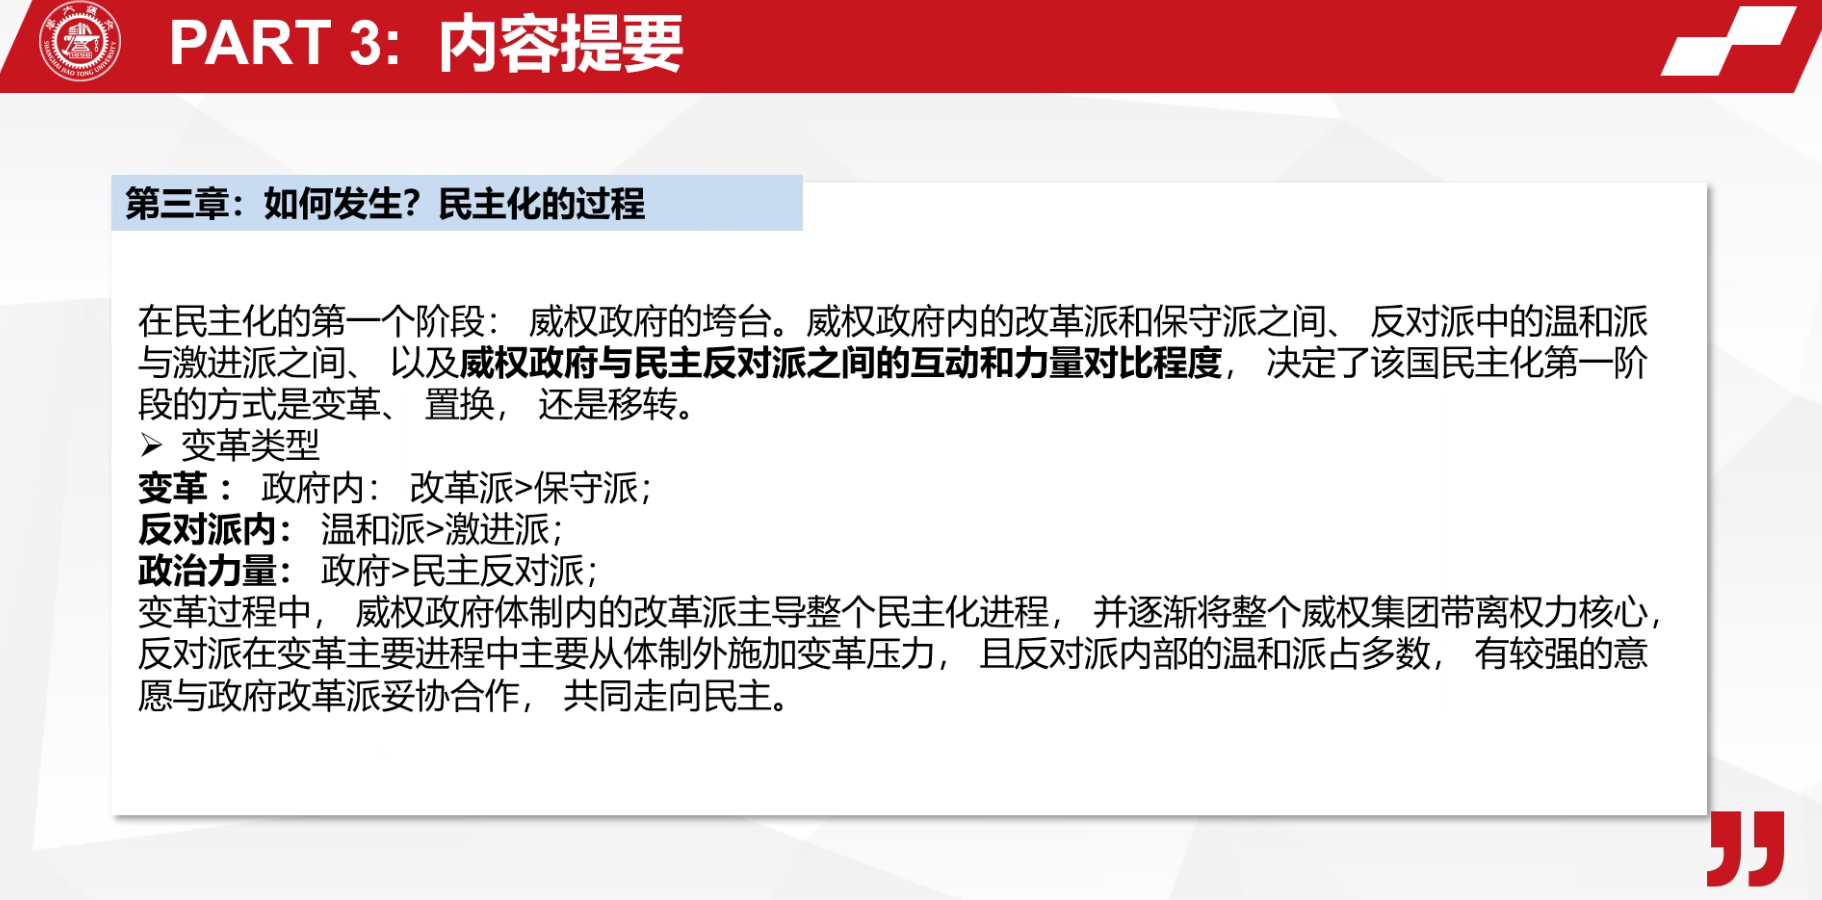 PART 3：内容提要
SHANGHAI JIAO TONG UNIVERSITY
第三章：如何发生？民主化的过程
在民主化的第一个阶段： 威权政府的垮台。威权政府内的改革派和保守派之间、 反对派中的温和派
与激进派之间、 以及威权政府与民主反对派之间的互动和力量对比程度， 决定了该国民主化第一阶
段的方式是变革、 置换， 还是移转。
➢ 变革类型
变革： 政府内： 改革派>保守派；
反对派内： 温和派>激进派；
政治力量： 政府>民主反对派；
变革过程中， 威权政府体制内的改革派主导整个民主化进程， 并逐渐将整个威权集团带离权力核心，
反对派在变革主要进程中主要从体制外施加变革压力， 且反对派内部的温和派占多数， 有较强的意
愿与政府改革派妥协合作， 共同走向民主。